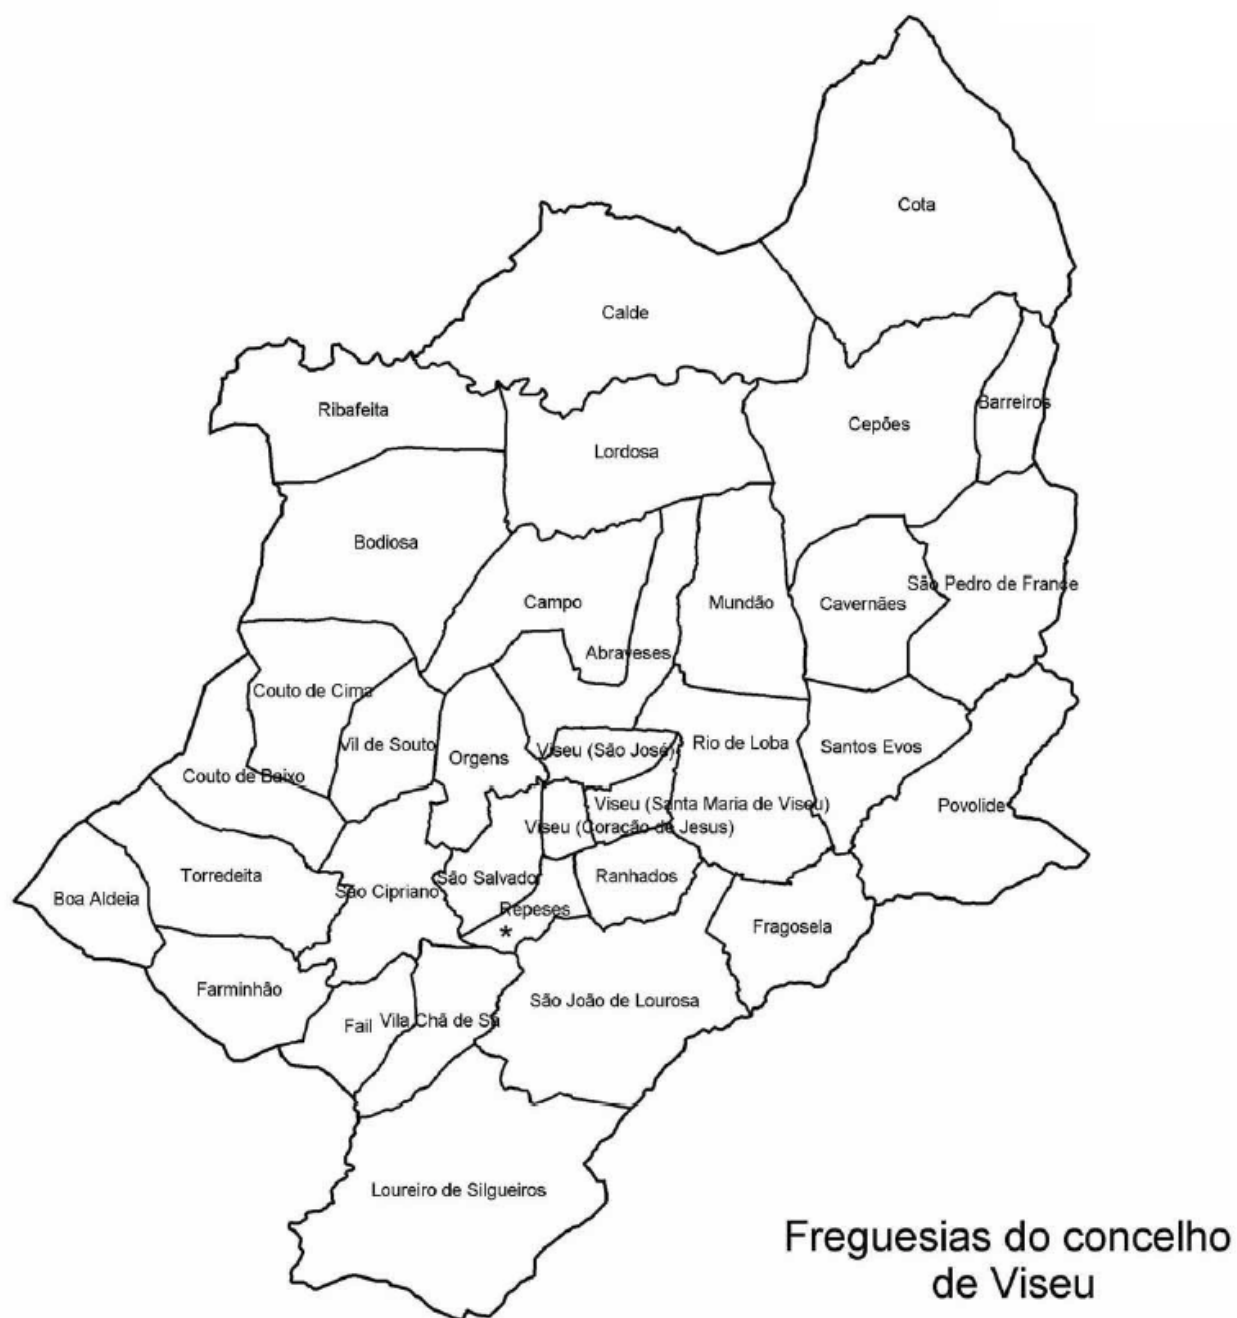 Cota
Calde
Barreiros
Ribafeita
Cepões
Lordosa
Bodiosa
São Pedro de France
Campo
Mundão
Cavernães
Abraveses
Couto de Cima
Vil de Souto
Orgens
Viseu (São José)
Rio de Loba
Santos Evos
Couto de Baixo
Viseu (Santa Maria de Viseu)
Povolide
Viseu (Coração de Jesus)
Torredeita
São Salvador
Ranhados
Boa Aldeia
São Cipriano
Repeses
*
Fragosela
Farminhão
São João de Lourosa
Fail
Vila Chã de Sá
Loureiro de Silgueiros
Freguesias do concelho
de Viseu